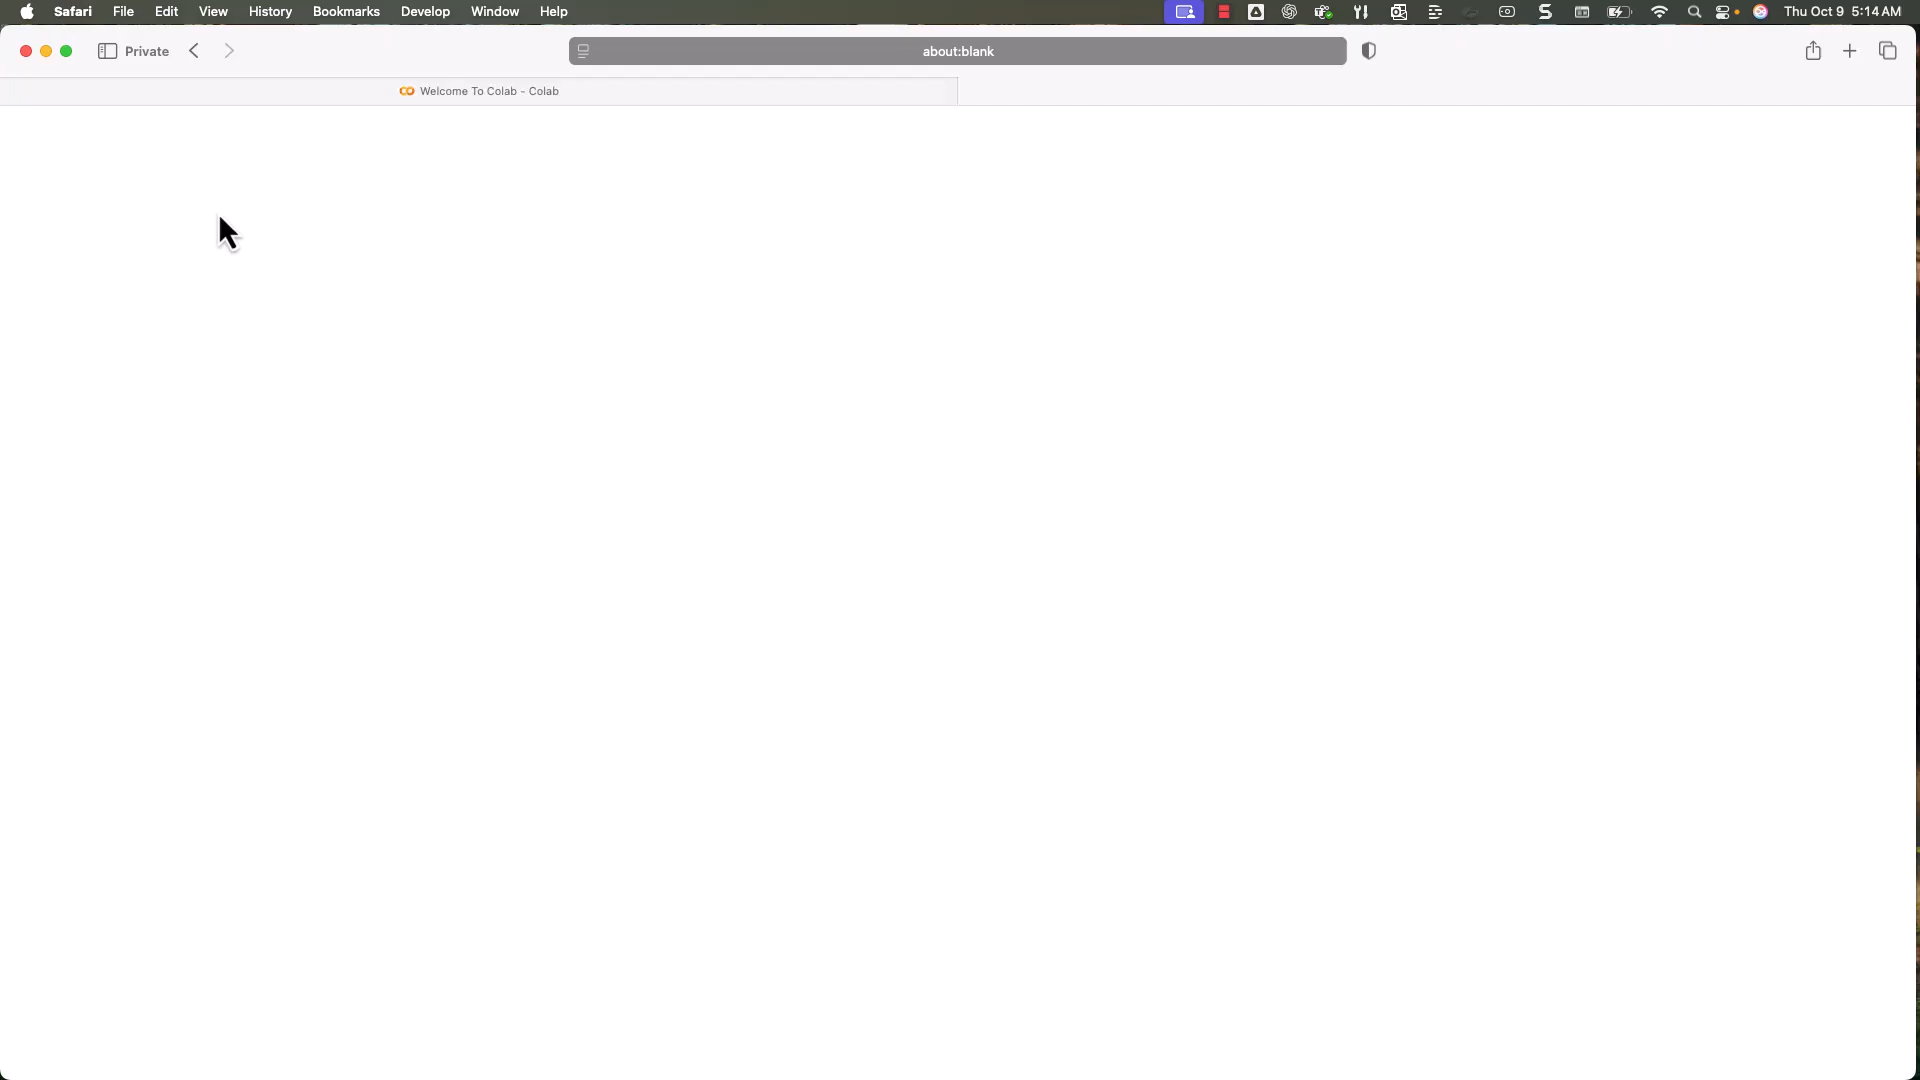 Safari File Edit View History Bookmarks Develop Window Help Thu Oct 9 5:14 AM
Private about:blank
Welcome To Colab - Colab